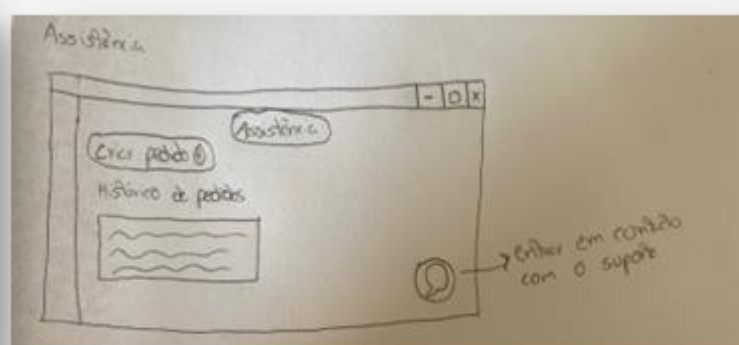 Assistência
- O x
Assistência
Criar pedido +
Histórico de pedidos
entrar em contato
com o suporte